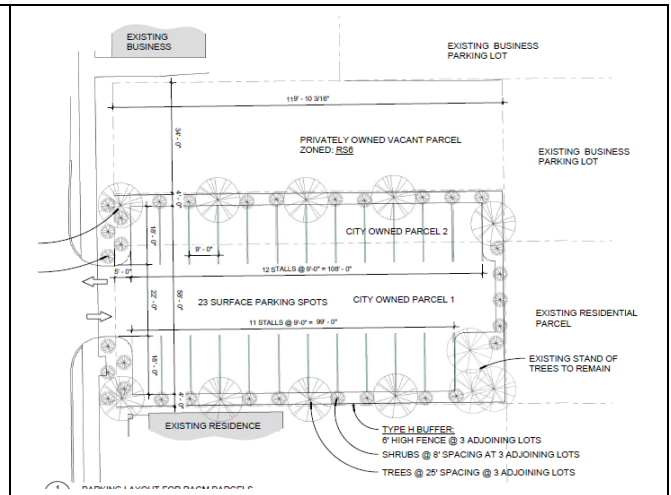 EXISTING
BUSINESS
EXISTING BUSINESS
PARKING LOT
119' - 10 3/16"
34' - 0"
PRIVATELY OWNED VACANT PARCEL
ZONED: RS6
EXISTING BUSINESS
PARKING LOT
4' - 0"
18' - 0"
CITY OWNED PARCEL 2
9' - 0"
5' - 0"
12 STALLS @ 9'-0" = 108' - 0"
22'-0"
58' - 0"
23 SURFACE PARKING SPOTS
CITY OWNED PARCEL 1
11 STALLS @ 9'-0" = 99' - 0"
EXISTING RESIDENTIAL
PARCEL
18' - 0"
EXISTING STAND OF
TREES TO REMAIN
4' - 0"
EXISTING RESIDENCE
TYPE H BUFFER:
6' HIGH FENCE @ 3 ADJOINING LOTS
SHRUBS @ 8' SPACING AT 3 ADJOINING LOTS
TREES @ 25' SPACING @ 3 ADJOINING LOTS
1 PARKING LAYOUT FOR RACM PARCELS